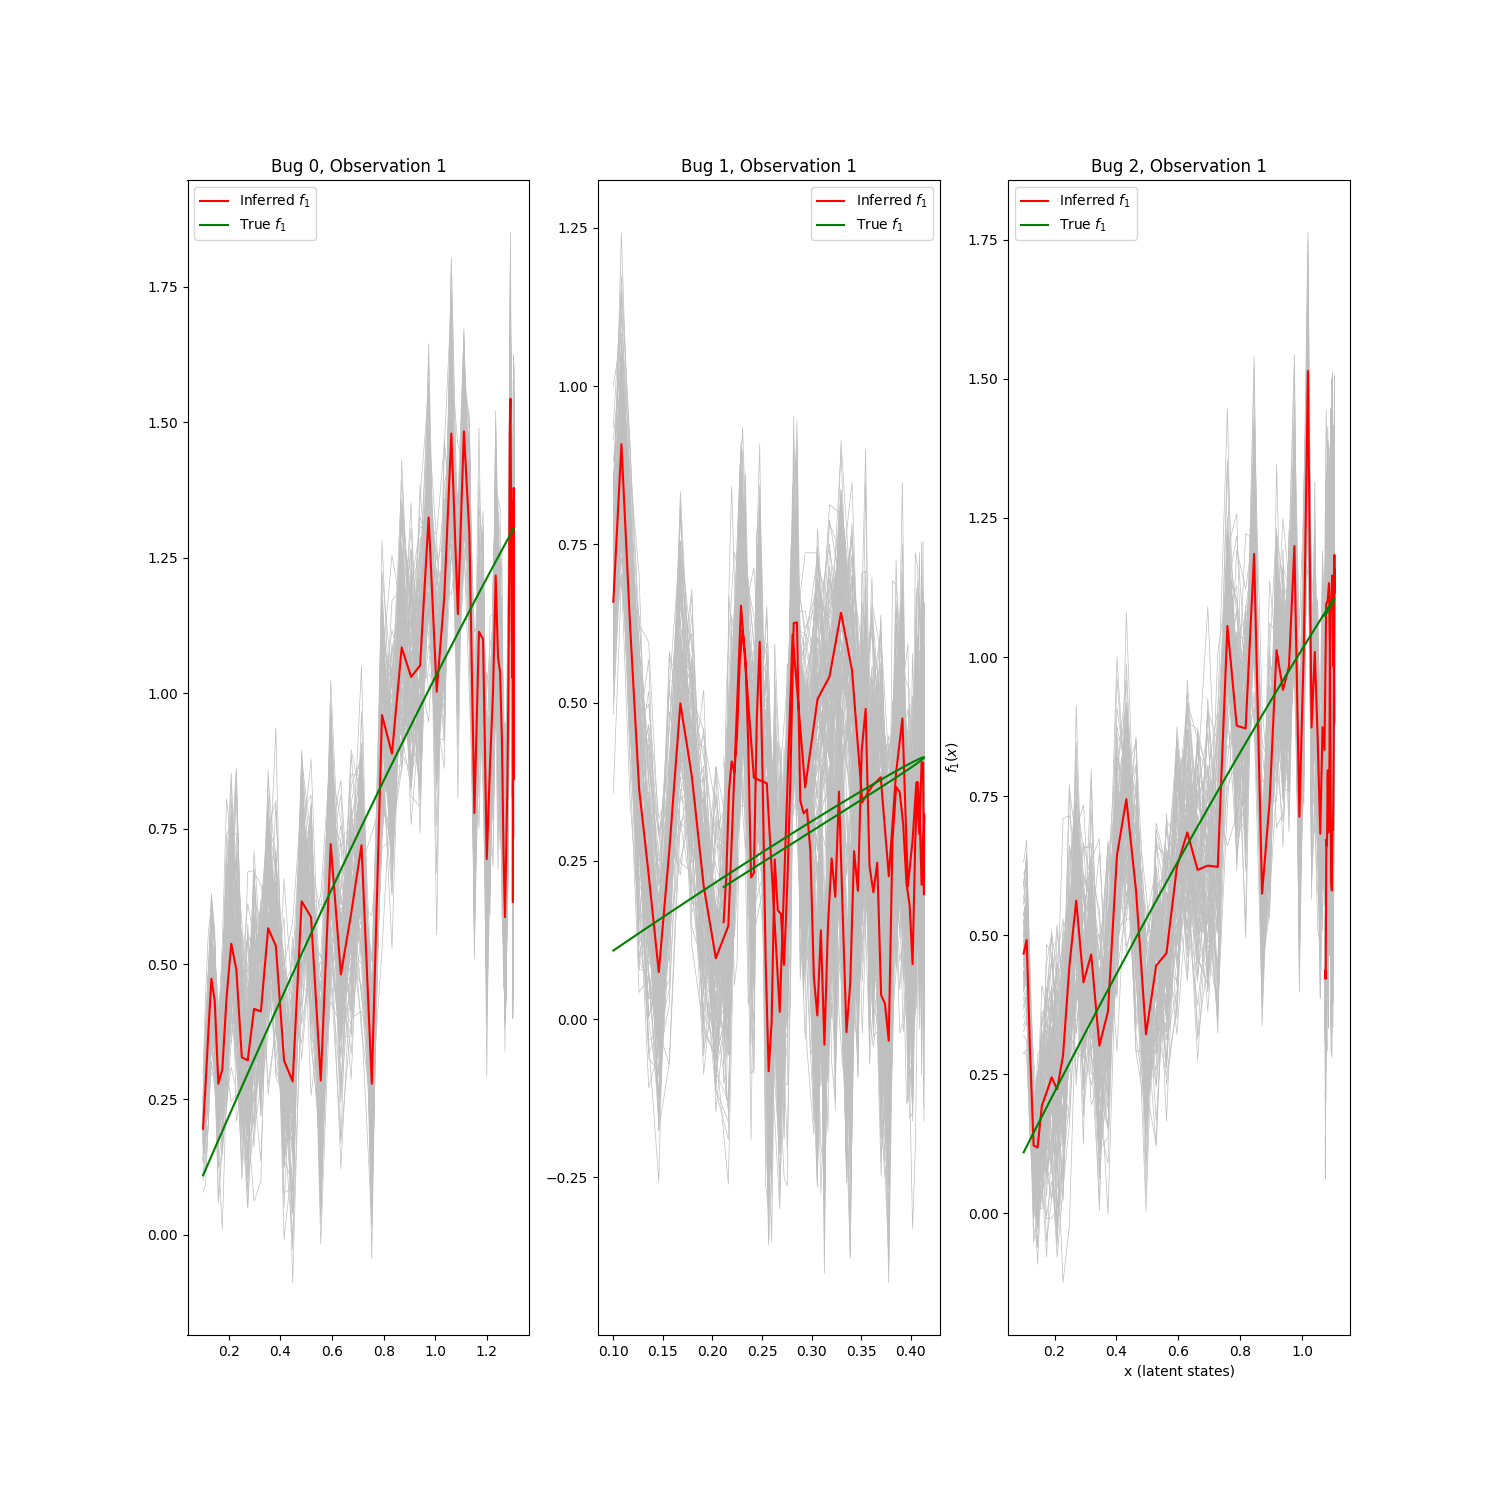 Bug 0, Observation 1
Inferred f₁
True f₁
1.75
1.50
1.25
1.00
0.75
0.50
0.25
0.00
0.2 0.4 0.6 0.8 1.0 1.2
Bug 1, Observation 1
Inferred f₁
True f₁
1.25
1.00
0.75
0.50
0.25
0.00
−0.25
0.10 0.15 0.20 0.25 0.30 0.35 0.40
Bug 2, Observation 1
Inferred f₁
True f₁
f₁(x)
1.75
1.50
1.25
1.00
0.75
0.50
0.25
0.00
0.2 0.4 0.6 0.8 1.0
x (latent states)